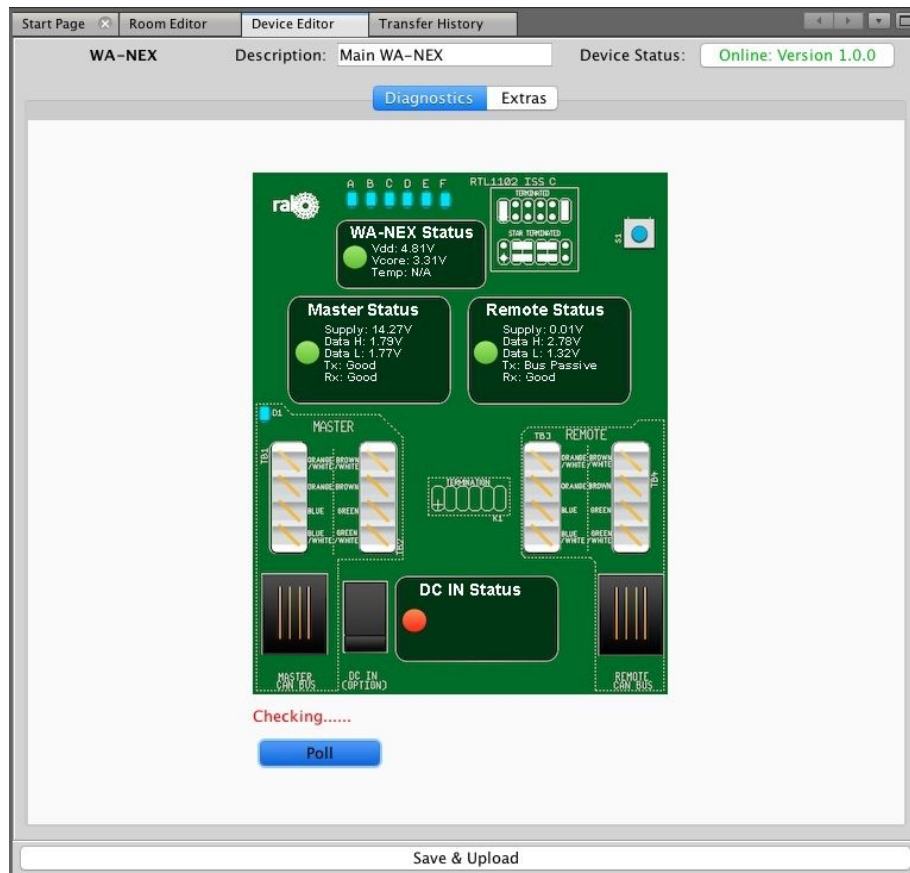 Start Page Room Editor Device Editor Transfer History
WA-NEX Description: Main WA-NEX Device Status: Online: Version 1.0.0
Diagnostics Extras
A B C D E F RTL1102 ISS C
TERMINATED
rako
STAR TERMINATED
S1
WA-NEX Status
Vdd: 4.81V
Vcore: 3.31V
Temp: N/A
Master Status
Supply: 14.27V
Data H: 1.79V
Data L: 1.77V
Tx: Good
Rx: Good
Remote Status
Supply: 0.01V
Data H: 2.78V
Data L: 1.32V
Tx: Bus Passive
Rx: Good
D1
MASTER
TB1
ORANGE/WHITE BROWN/WHITE
ORANGE BROWN
BLUE GREEN
BLUE/WHITE GREEN/WHITE
TB2
TERMINATION
K1
TB3 REMOTE
ORANGE/WHITE BROWN/WHITE
ORANGE BROWN
BLUE GREEN
BLUE/WHITE GREEN/WHITE
TB4
DC IN Status
MASTER
CAN BUS
DC IN
(OPTION)
REMOTE
CAN BUS
Checking......
Poll
Save & Upload